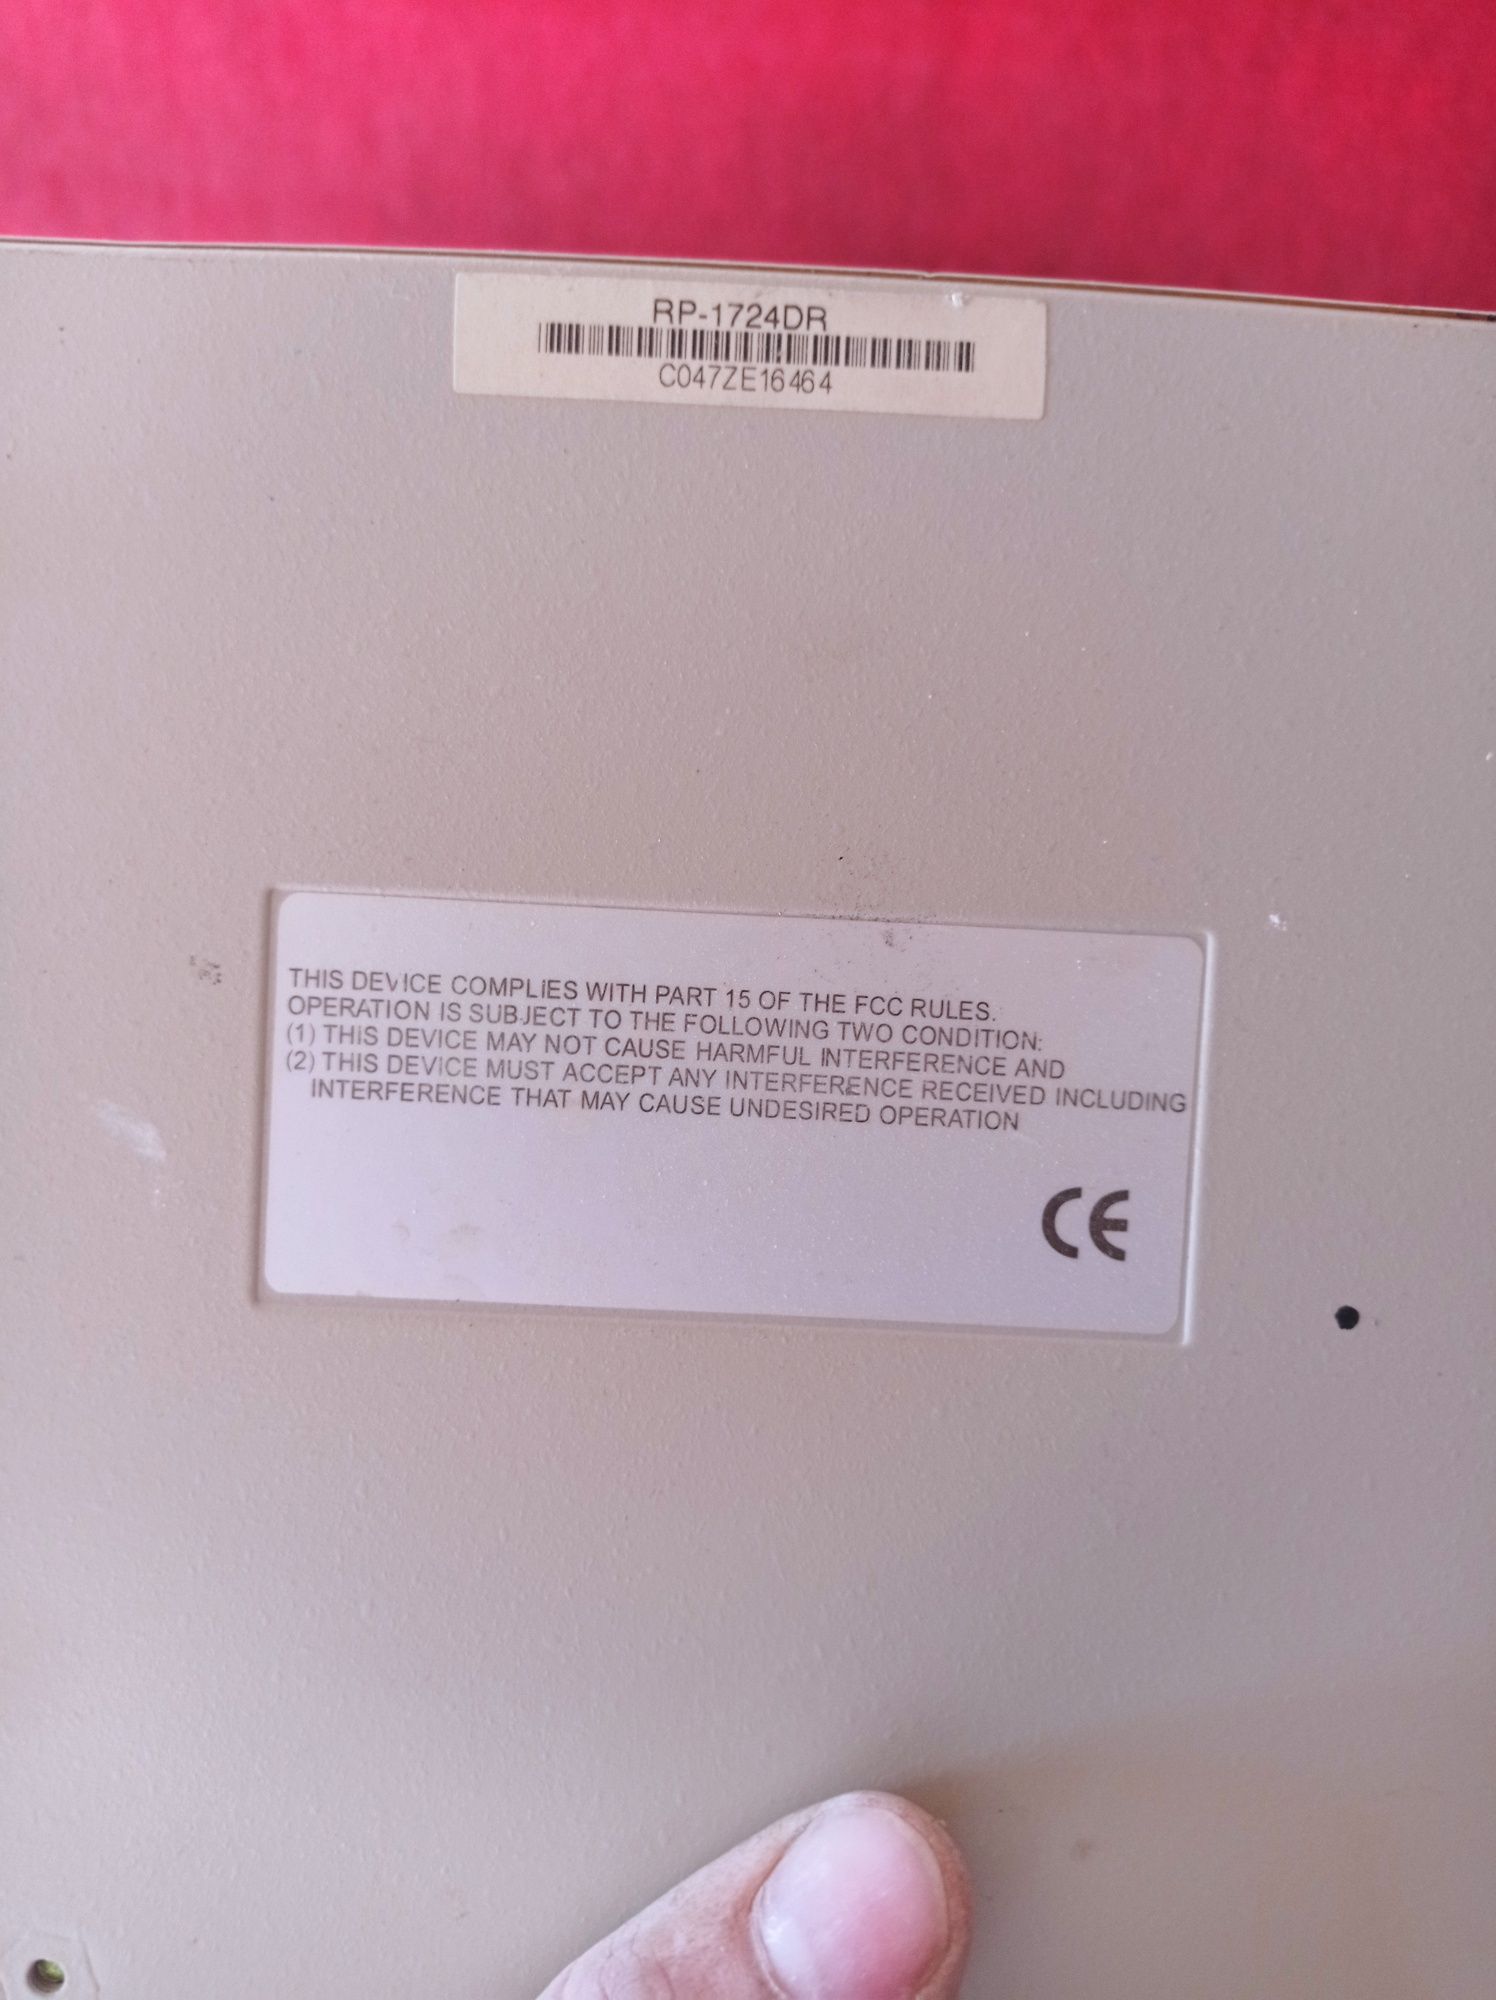 RP-1724DR
C047ZE16464
THIS DEVICE COMPLIES WITH PART 15 OF THE FCC RULES.
OPERATION IS SUBJECT TO THE FOLLOWING TWO CONDITION:
(1) THIS DEVICE MAY NOT CAUSE HARMFUL INTERFERENCE AND
(2) THIS DEVICE MUST ACCEPT ANY INTERFERENCE RECEIVED INCLUDING
INTERFERENCE THAT MAY CAUSE UNDESIRED OPERATION
CE